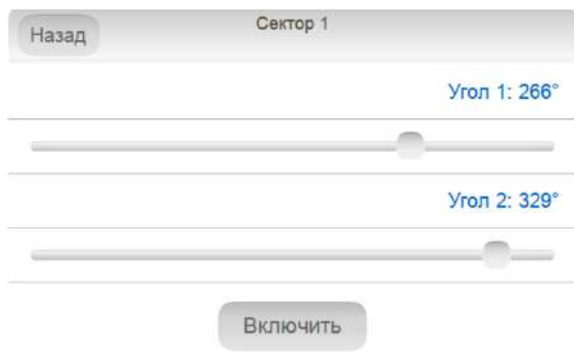 Назад
Сектор 1
Угол 1: 266°
Угол 2: 329°
Включить